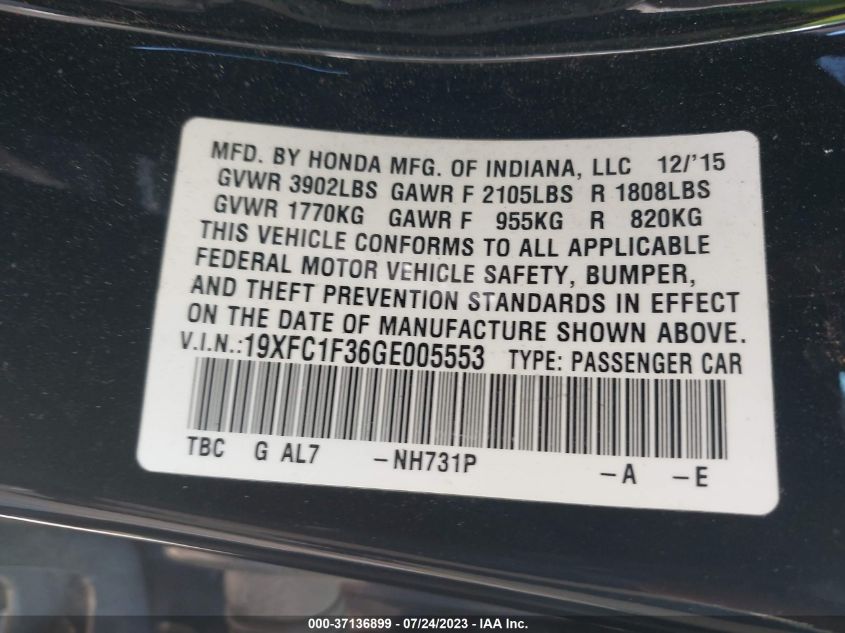 MFD. BY HONDA MFG. OF INDIANA, LLC 12/'15
GVWR 3902LBS GAWR F 2105LBS R 1808LBS
GVWR 1770KG GAWR F 955KG R 820KG
THIS VEHICLE CONFORMS TO ALL APPLICABLE
FEDERAL MOTOR VEHICLE SAFETY, BUMPER,
AND THEFT PREVENTION STANDARDS IN EFFECT
ON THE DATE OF MANUFACTURE SHOWN ABOVE.
V.I.N.:19XFC1F36GE005553 TYPE: PASSENGER CAR
TBC G AL7 -NH731P -A -E
000-37136899 - 07/24/2023 - IAA Inc.